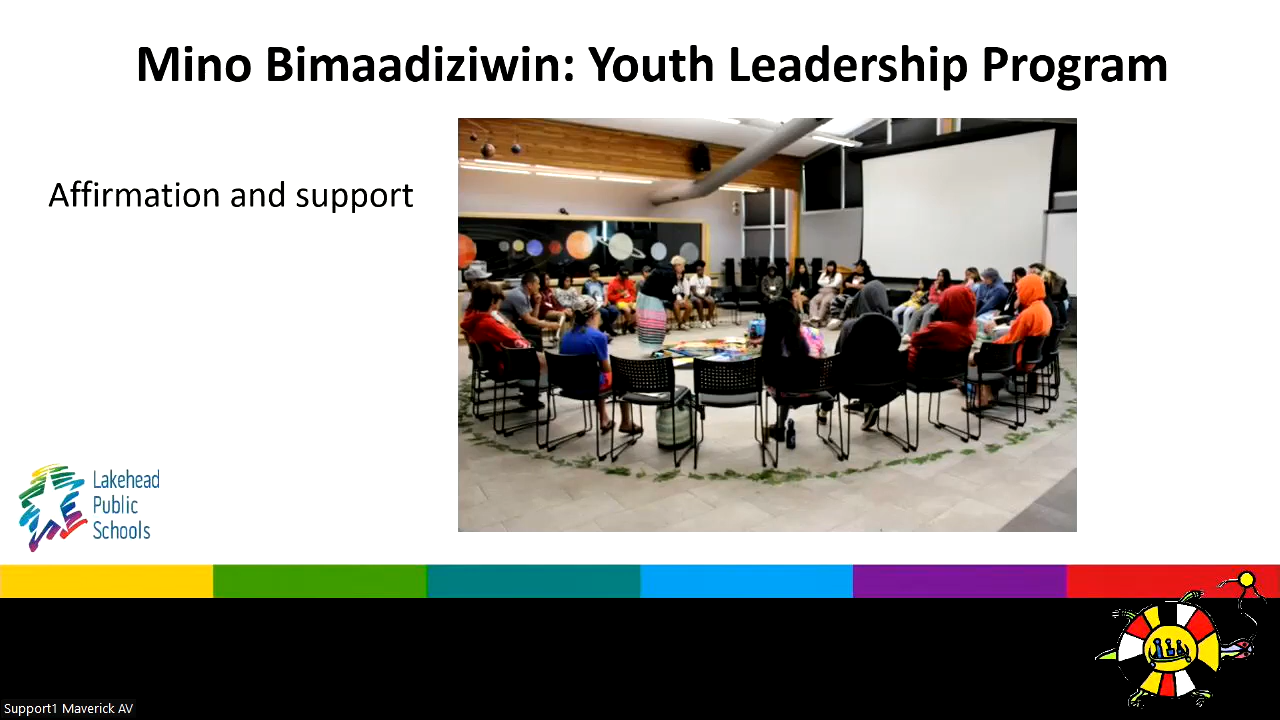 Mino Bimaadiziwin: Youth Leadership Program
Affirmation and support
Lakehead
Public
Schools
Support1 Maverick AV